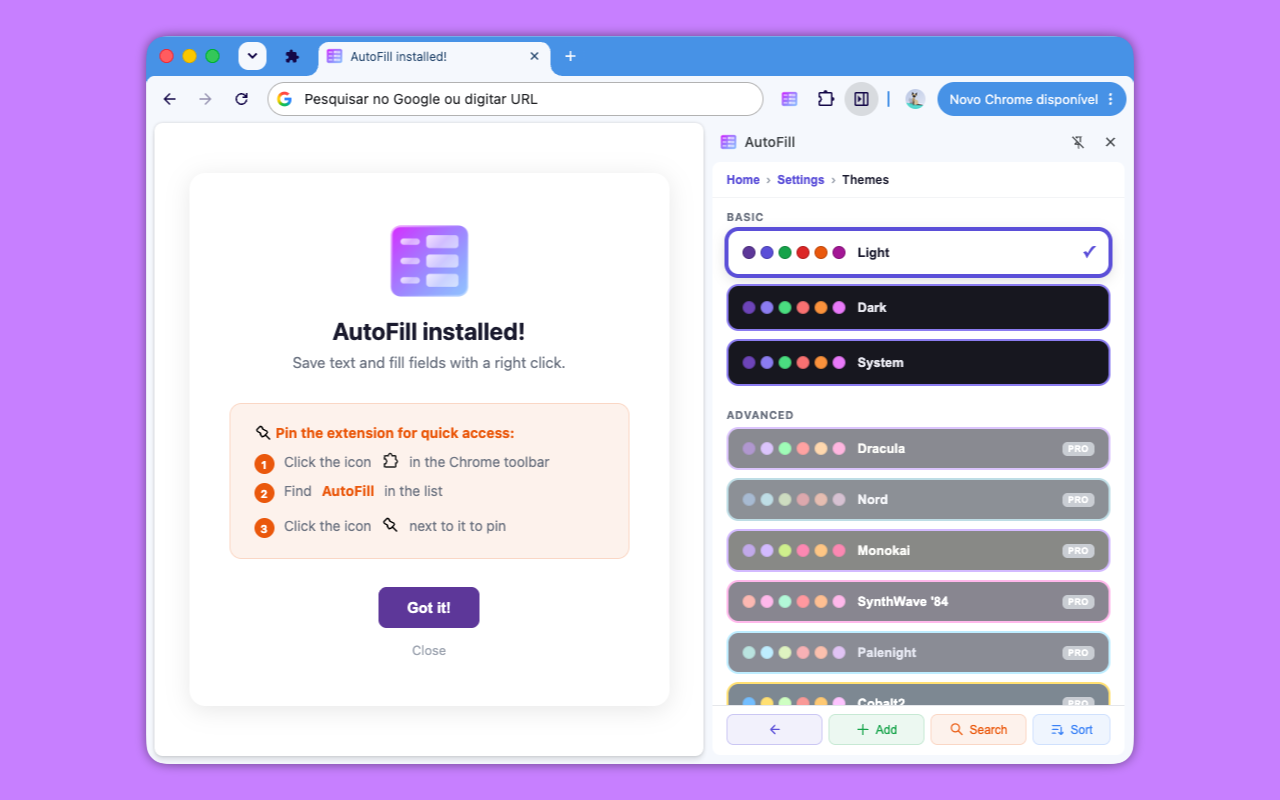 AutoFill installed!
Pesquisar no Google ou digitar URL
Novo Chrome disponível
AutoFill installed!
Save text and fill fields with a right click.
Pin the extension for quick access:
1 Click the icon in the Chrome toolbar
2 Find AutoFill in the list
3 Click the icon next to it to pin
Got it!
Close
AutoFill
Home › Settings › Themes
BASIC
Light
Dark
System
ADVANCED
Dracula PRO
Nord PRO
Monokai PRO
SynthWave '84 PRO
Palenight PRO
Cobalt2 PRO
Add
Search
Sort